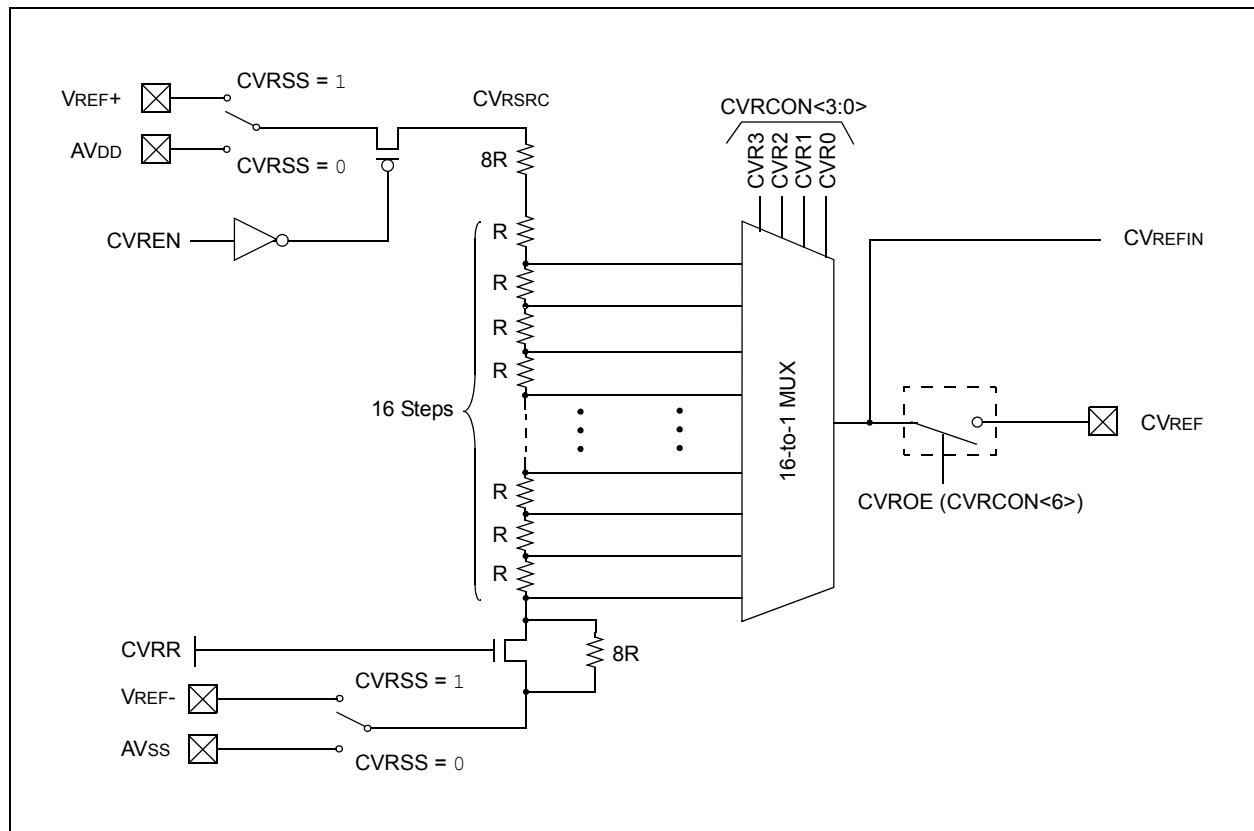 CVRSS = 1
VREF+
CVRSRC
AVDD
CVRSS = 0
8R
CVREN
CVRCON<3:0>
CVR3
CVR2
CVR1
CVR0
R
R
R
R
16 Steps
R
R
R
16-to-1 MUX
CVREFIN
CVREF
CVROE (CVRCON<6>)
CVRR
8R
CVRSS = 1
VREF-
AVSS
CVRSS = 0